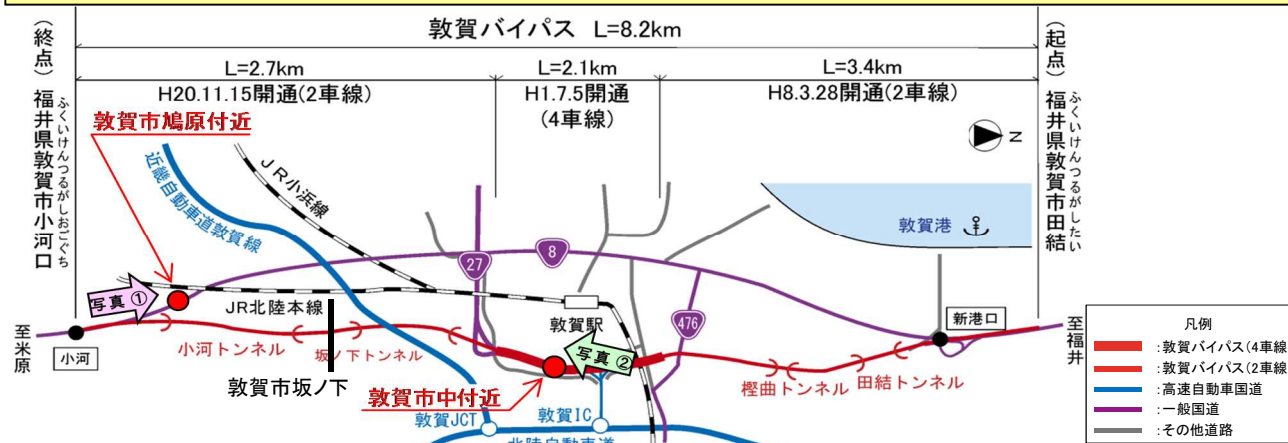 敦賀バイパス L=8.2km
L=2.7km
H20.11.15開通(2車線)
L=2.1km
H1.7.5開通
(4車線)
L=3.4km
H8.3.28開通(2車線)
(終点)福井県敦賀市小河口
ふくいけんつるがしおごぐち
(起点)福井県敦賀市田結
ふくいけんつるがしたい
敦賀市鳩原付近
近畿自動車道敦賀線
JR小浜線
N
敦賀港
27
8
476
写真①
JR北陸本線
敦賀駅
新港口
至米原
小河
小河トンネル
坂ノ下トンネル
敦賀市坂ノ下
写真②
敦賀市中付近
樫曲トンネル
田結トンネル
至福井
敦賀JCT
敦賀IC
北陸自動車道
凡例
:敦賀バイパス(4車線
:敦賀バイパス(2車線
:高速自動車国道
:一般国道
:その他道路